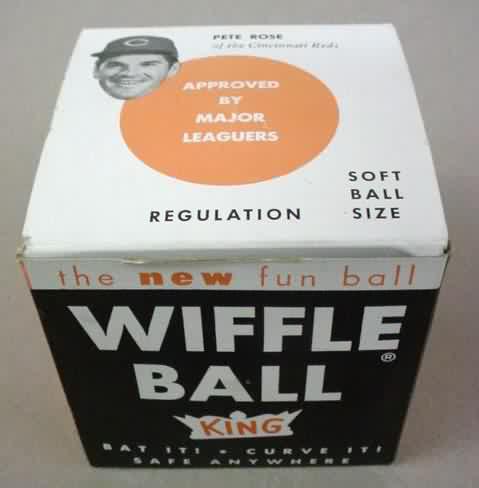 PETE ROSE
of the Cincinnati Reds
APPROVED
BY
MAJOR
LEAGUERS
SOFT
BALL
REGULATION SIZE
the new fun ball
WIFFLE®
BALL
KING
BAT IT! • CURVE IT!
SAFE ANYWHERE